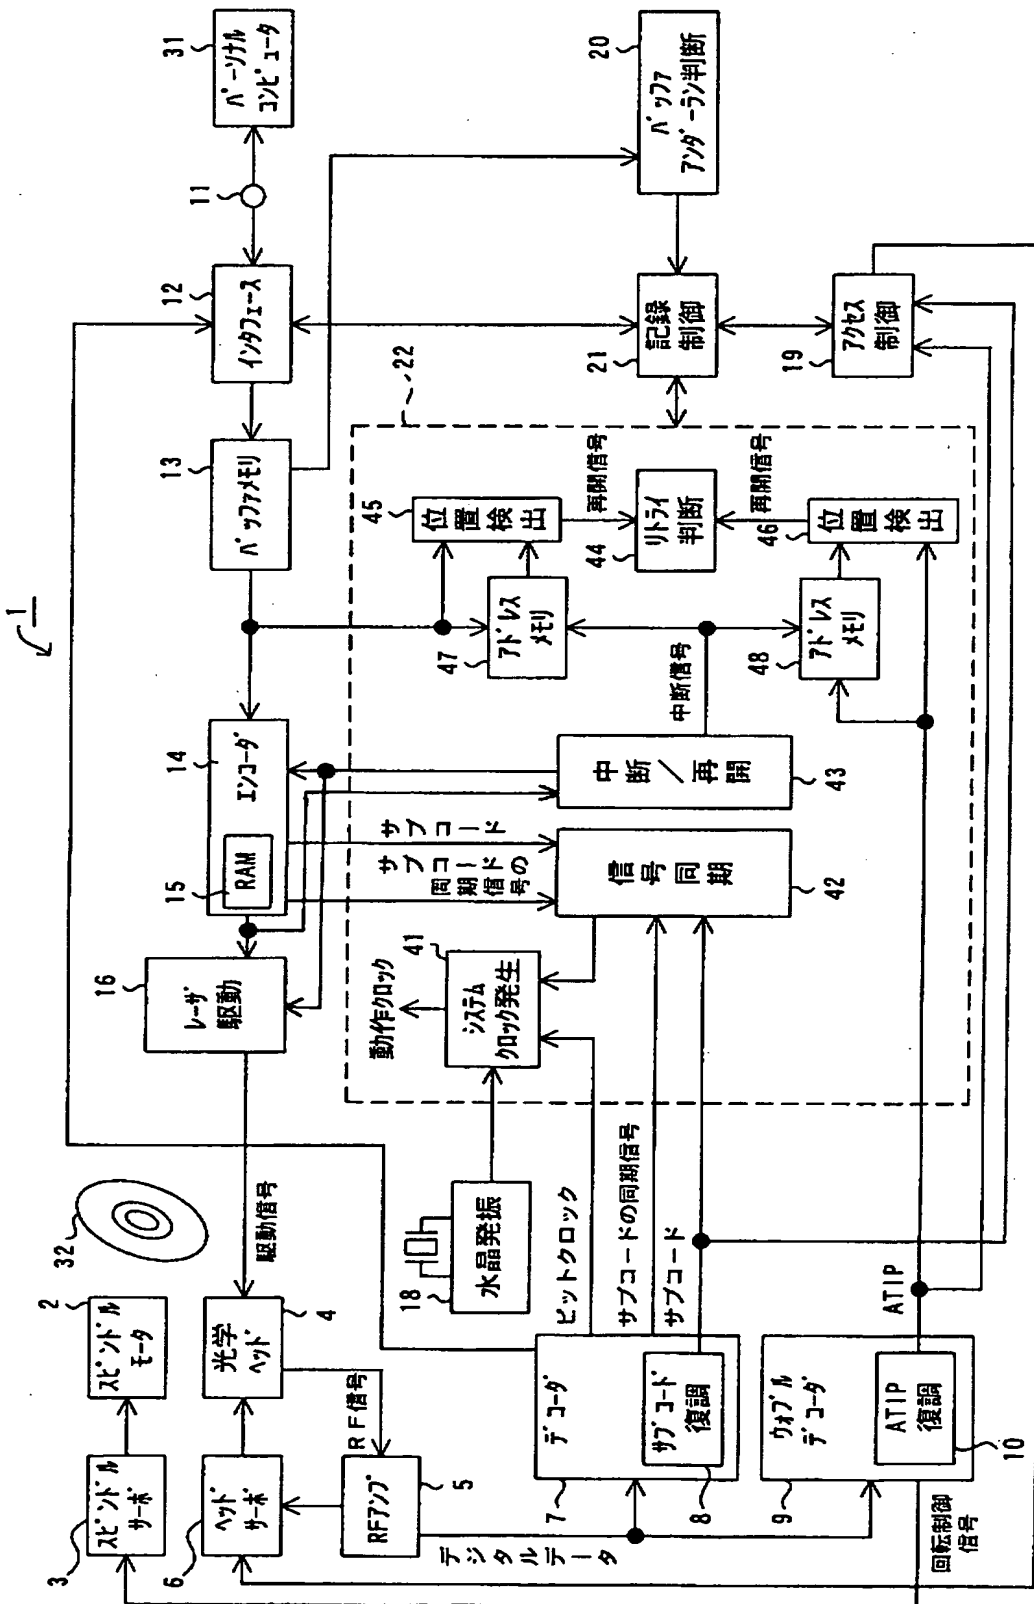 1
パーソナル
コンピュータ
31
11
インタフェース
12
バッファメモリ
13
エンコーダ
14
RAM
15
レーザ
駆動
16
駆動信号
32
スピンドル
モータ
2
スピンドル
サーボ
3
光学
ヘッド
4
ヘッド
サーボ
6
RF信号
RFアンプ
5
デジタルデータ
バッファ
アンダーラン判断
20
記録
制御
21
アクセス
制御
19
22
位置検出
45
再開信号
リトライ
判断
44
再開信号
位置検出
46
アドレス
メモリ
47
アドレス
メモリ
48
中断信号
中断/再開
43
サブコード
サブコードの
同期信号
信号同期
42
動作クロック
システム
クロック発生
41
水晶発振
18
ビットクロック
サブコードの同期信号
サブコード
デコーダ
7
サブコード
復調
8
ATIP
ウォブル
デコーダ
9
ATIP
復調
10
回転制御
信号